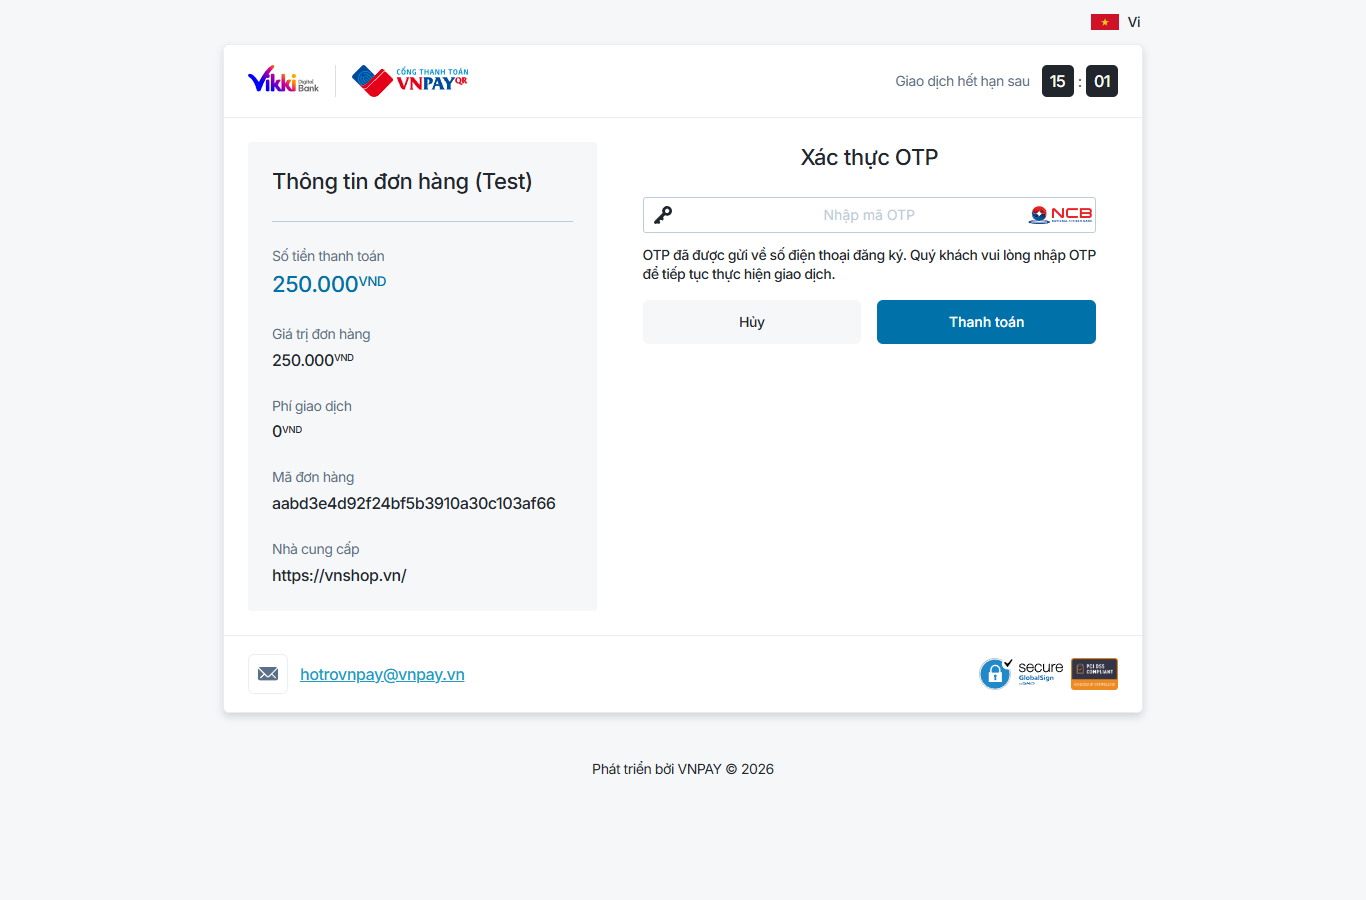 Vi
Vikki Digital Bank
CỔNG THANH TOÁN
VNPAYQR
Giao dịch hết hạn sau 15 : 01
Thông tin đơn hàng (Test)
Số tiền thanh toán
250.000VND
Giá trị đơn hàng
250.000VND
Phí giao dịch
0VND
Mã đơn hàng
aabd3e4d92f24bf5b3910a30c103af66
Nhà cung cấp
https://vnshop.vn/
Xác thực OTP
Nhập mã OTP
NCB
OTP đã được gửi về số điện thoại đăng ký. Quý khách vui lòng nhập OTP
để tiếp tục thực hiện giao dịch.
Hủy
Thanh toán
hotrovnpay@vnpay.vn
secure
GlobalSign
PCI DSS
COMPLIANT
Phát triển bởi VNPAY © 2026